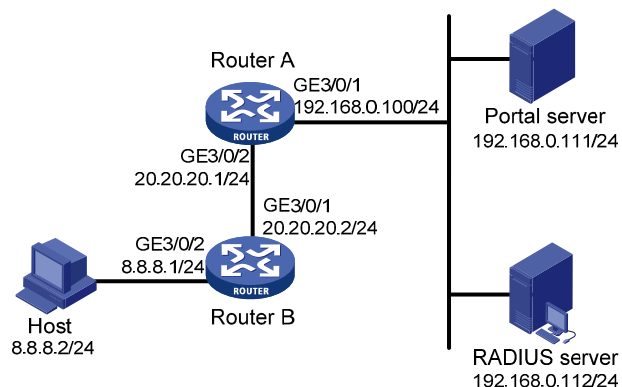 Router A
GE3/0/1
192.168.0.100/24
ROUTER
Portal server
192.168.0.111/24
GE3/0/2
20.20.20.1/24
GE3/0/1
20.20.20.2/24
GE3/0/2
8.8.8.1/24
ROUTER
Router B
Host
8.8.8.2/24
RADIUS server
192.168.0.112/24